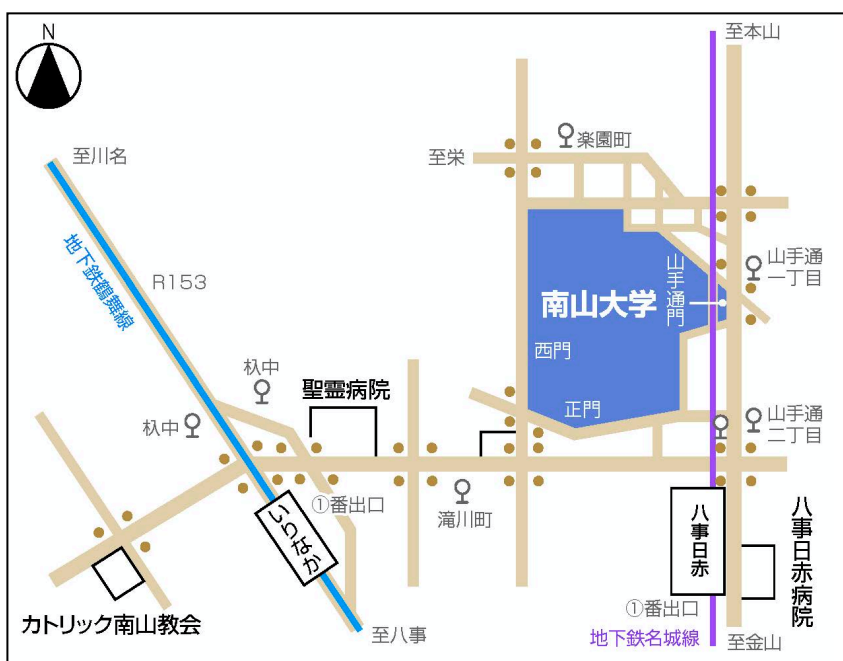 N
至本山
至川名
至栄
楽園町
地下鉄鶴舞線
R153
山手通
一丁目
山手通門
南山大学
西門
杁中
聖霊病院
正門
杁中
山手通
二丁目
①番出口
滝川町
いりなか
八事日赤
八事日赤病院
①番出口
カトリック南山教会
至八事
地下鉄名城線
至金山